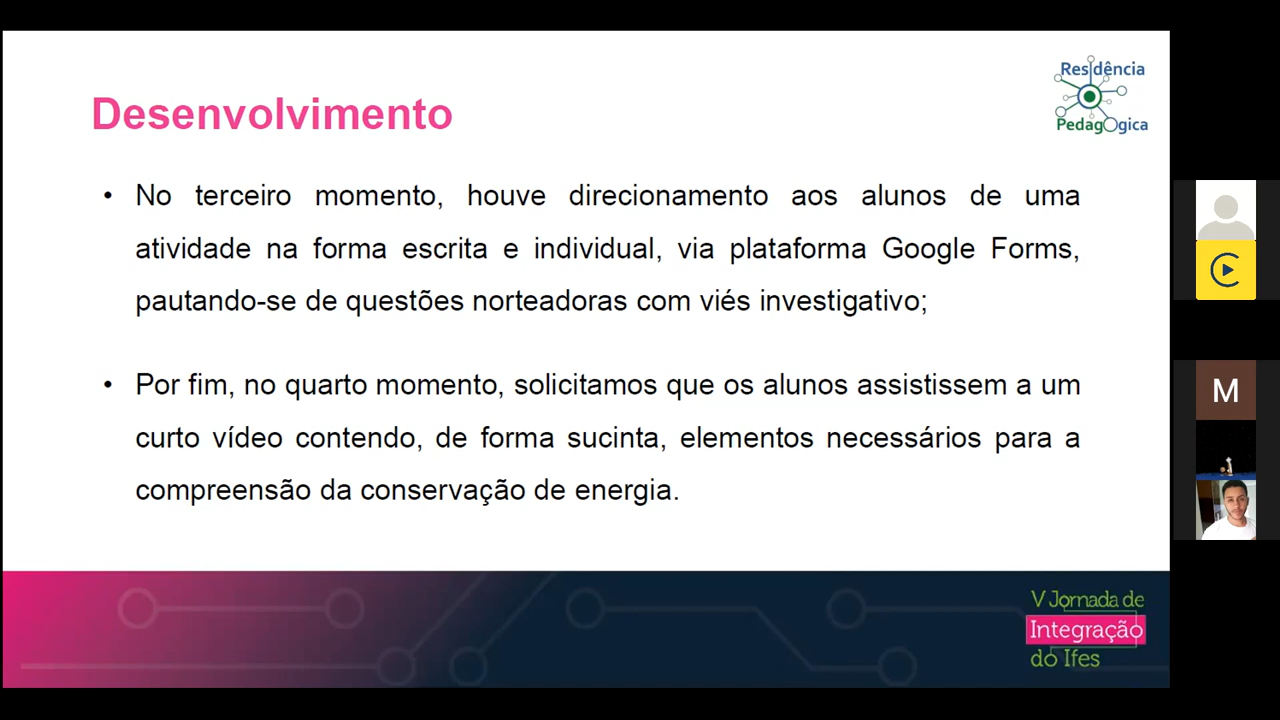 Residência
Pedagógica
Desenvolvimento
• No terceiro momento, houve direcionamento aos alunos de uma
atividade na forma escrita e individual, via plataforma Google Forms,
pautando-se de questões norteadoras com viés investigativo;
• Por fim, no quarto momento, solicitamos que os alunos assistissem a um
curto vídeo contendo, de forma sucinta, elementos necessários para a
compreensão da conservação de energia.
M
V Jornada de
Integração
do Ifes